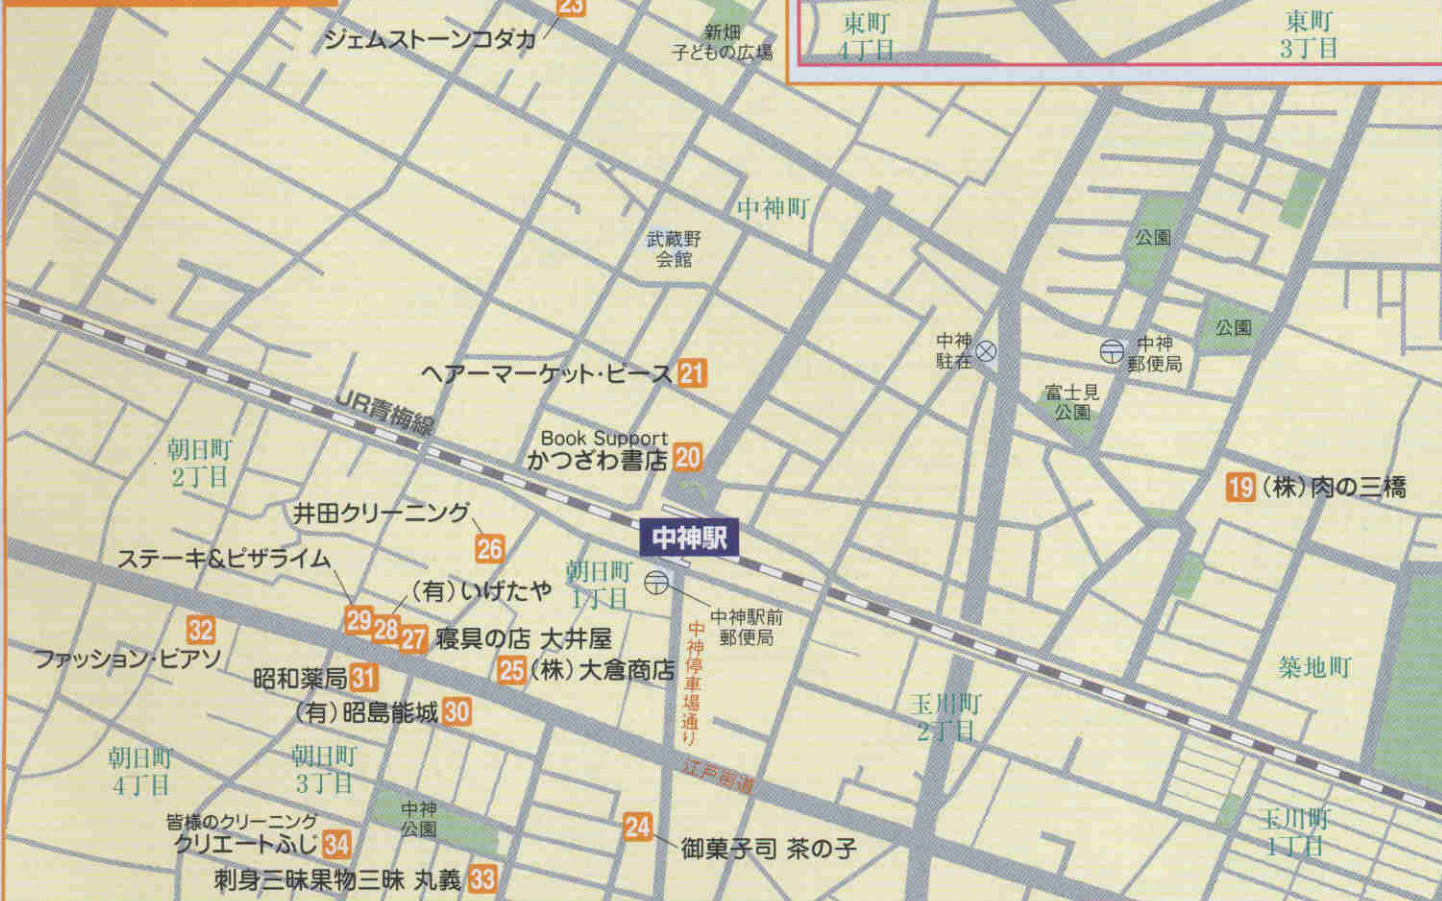 23
ジェムストーンコダカ
新畑
子どもの広場
東町
4丁目
東町
3丁目
中神町
武蔵野
会館
公園
公園
中神
駐在
中神
郵便局
富士見
公園
ヘアーマーケット・ピース 21
JR青梅線
Book Support
かつざわ書店 20
朝日町
2丁目
19 (株)肉の三橋
井田クリーニング
26
中神駅
ステーキ&ピザライム
(有)いげたや
朝日町
1丁目
中神駅前
郵便局
29 28 27 寝具の店 大井屋
32
ファッション・ピアソ
25 (株)大倉商店
中神停車場通り
昭和薬局 31
(有)昭島能城 30
築地町
玉川町
2丁目
朝日町
4丁目
朝日町
3丁目
江戸街道
中神
公園
皆様のクリーニング
クリエートふじ 34
24
御菓子司 茶の子
玉川町
1丁目
刺身三昧果物三昧 丸義 33